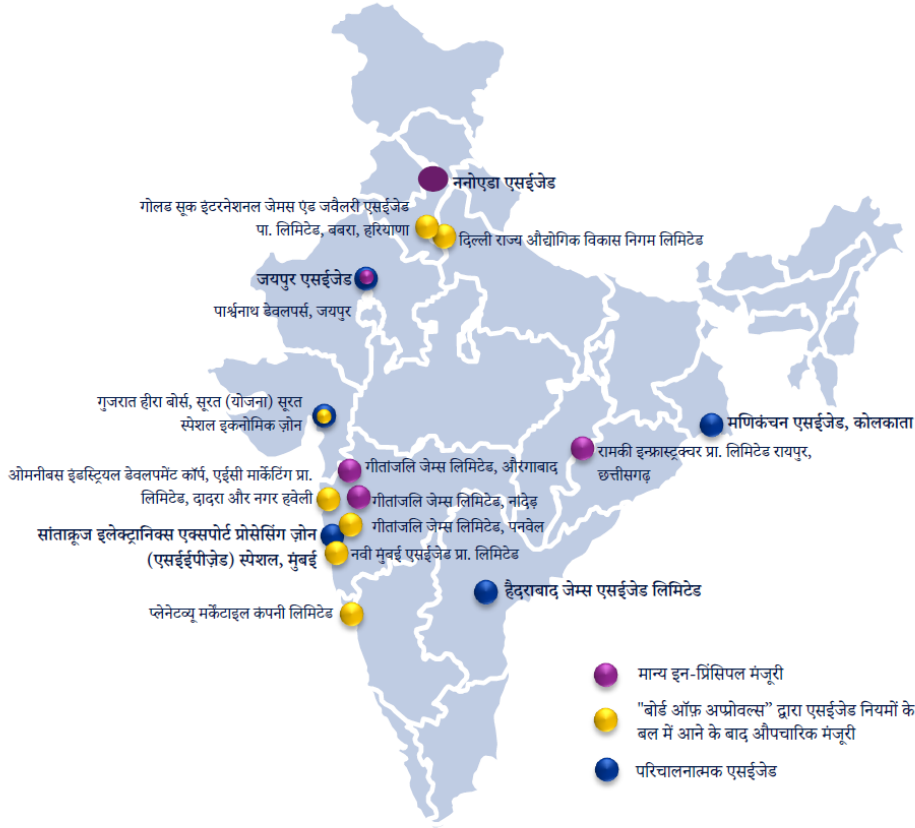 ननोएडा एसईजेड
गोलड सूक इंटरनेशनल जेमस एंड जवैलरी एसईजेड
पा. लिमिटेड, बबरा, हरियाणा
दिल्ली राज्य औद्योगिक विकास निगम लिमिटेड
जयपुर एसईजेड
पार्श्वनाथ डेवलपर्स, जयपुर
गुजरात हीरा बोर्स, सूरत (योजना) सूरत
स्पेशल इकनोमिक ज़ोन
मणिकंचन एसईजेड, कोलकाता
रामकी इन्फ्रास्ट्रक्चर प्रा. लिमिटेड रायपुर,
छत्तीसगढ़
गीतांजलि जेम्स लिमिटेड, औरंगाबाद
ओमनीबस इंडस्ट्रियल डेवलपमेंट कॉर्प, एईसी मार्केटिंग प्रा.
लिमिटेड, दादरा और नगर हवेली
गीतांजलि जेम्स लिमिटेड, नांदेड़
गीतांजलि जेम्स लिमिटेड, पनवेल
सांताक्रूज इलेक्ट्रानिक्स एक्सपोर्ट प्रोसेसिंग ज़ोन
(एसईईपीज़ेड) स्पेशल, मुंबई
नवी मुंबई एसईजेड प्रा. लिमिटेड
हैदराबाद जेम्स एसईजेड लिमिटेड
प्लेनेटव्यू मर्केंटाइल कंपनी लिमिटेड
मान्य इन-प्रिंसिपल मंजूरी
"बोर्ड ऑफ़ अप्प्रोवल्स” द्वारा एसईजेड नियमों के
बल में आने के बाद औपचारिक मंजूरी
परिचालनात्मक एसईजेड